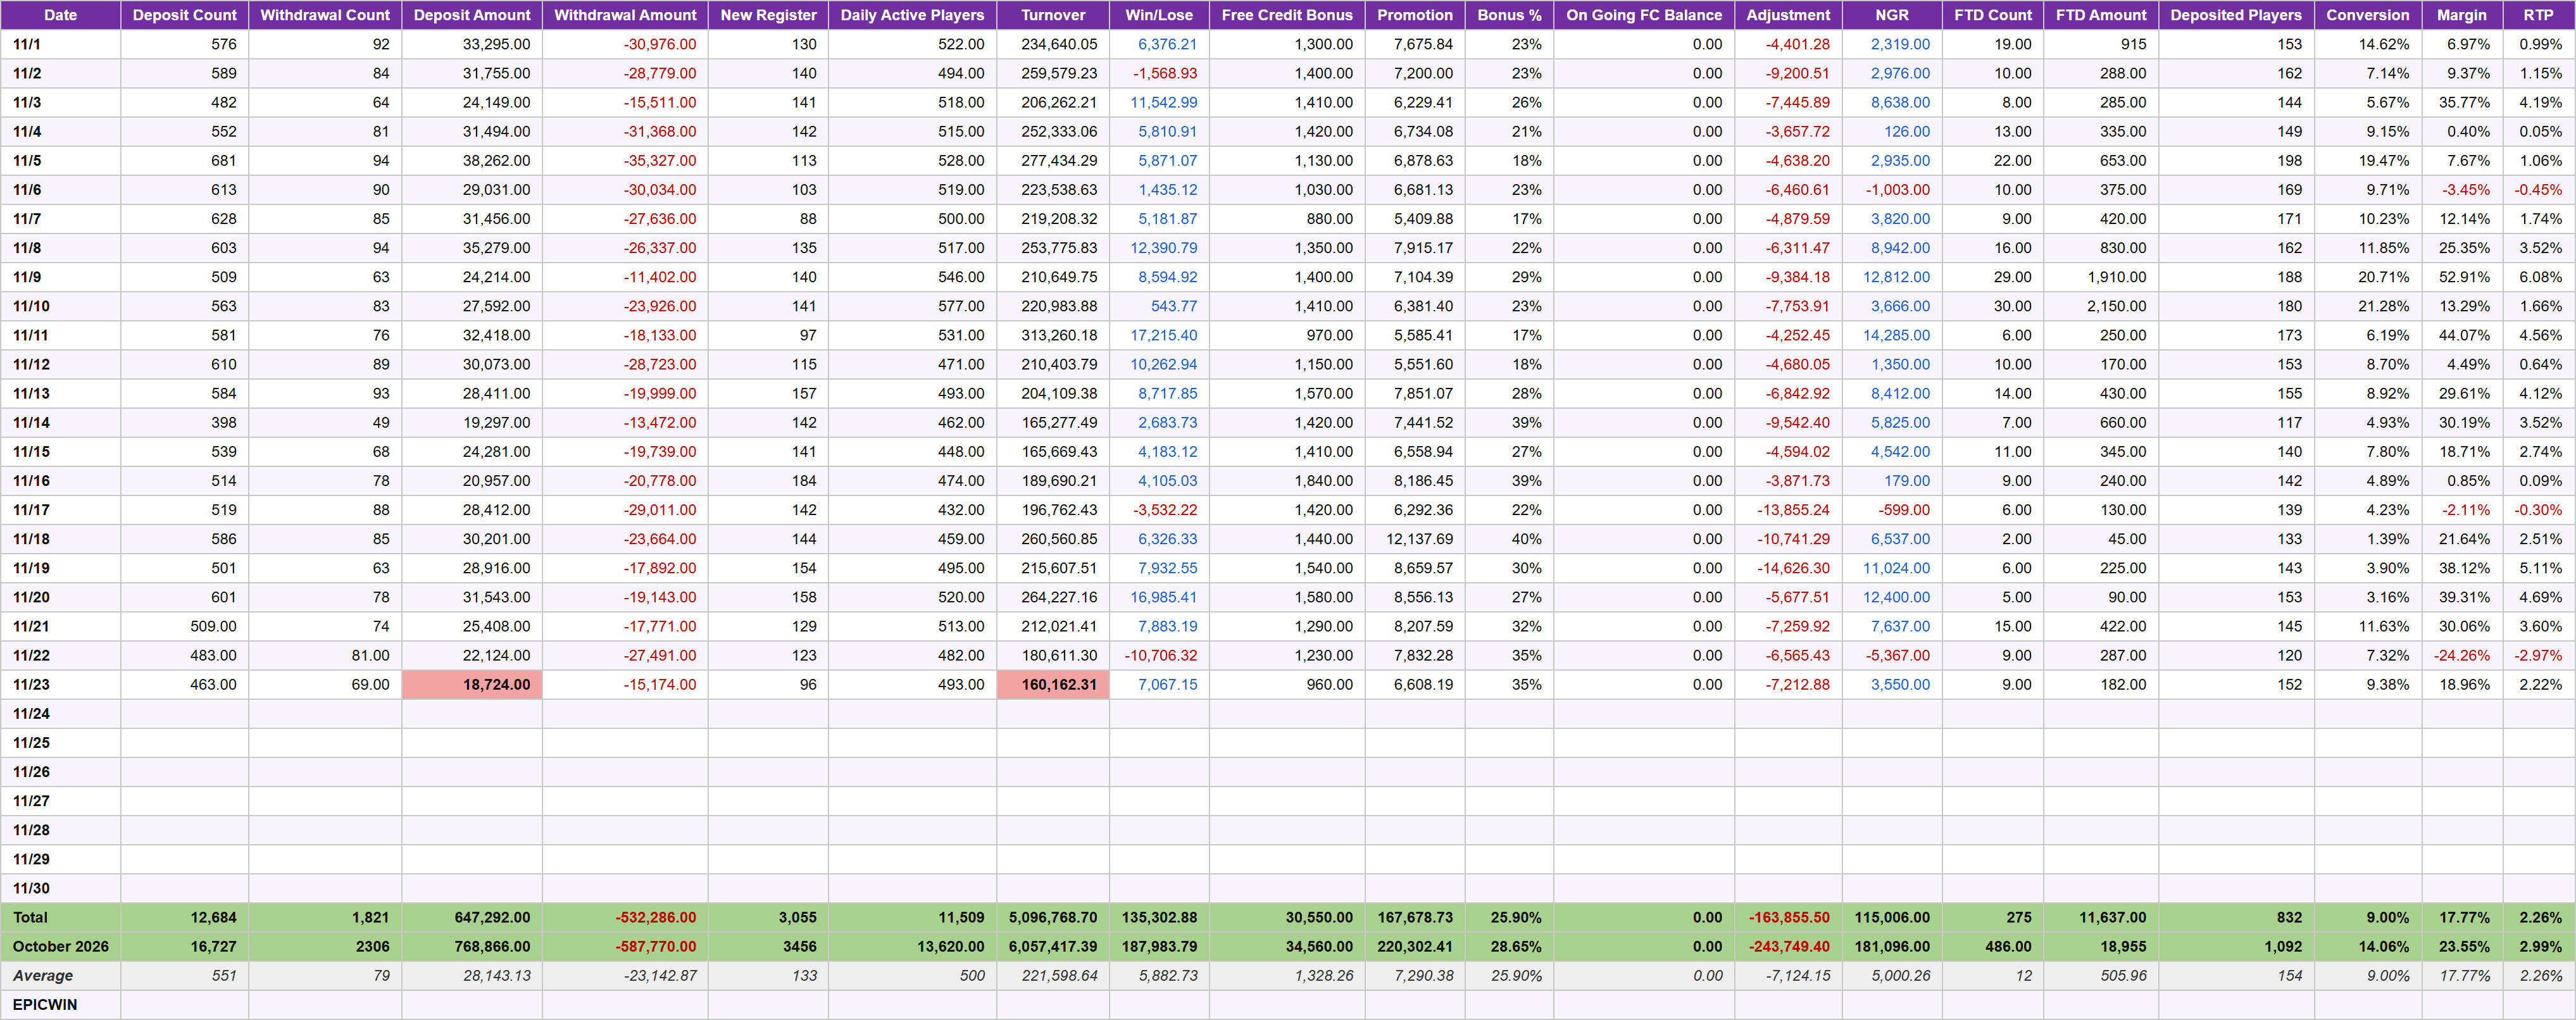 Date Deposit Count Withdrawal Count Deposit Amount Withdrawal Amount New Register Daily Active Players Turnover Win/Lose Free Credit Bonus Promotion Bonus % On Going FC Balance Adjustment NGR FTD Count FTD Amount Deposited Players Conversion Margin RTP
11/1 576 92 33,295.00 -30,976.00 130 522.00 234,640.05 6,376.21 1,300.00 7,675.84 23% 0.00 -4,401.28 2,319.00 19.00 915 153 14.62% 6.97% 0.99%
11/2 589 84 31,755.00 -28,779.00 140 494.00 259,579.23 -1,568.93 1,400.00 7,200.00 23% 0.00 -9,200.51 2,976.00 10.00 288.00 162 7.14% 9.37% 1.15%
11/3 482 64 24,149.00 -15,511.00 141 518.00 206,262.21 11,542.99 1,410.00 6,229.41 26% 0.00 -7,445.89 8,638.00 8.00 285.00 144 5.67% 35.77% 4.19%
11/4 552 81 31,494.00 -31,368.00 142 515.00 252,333.06 5,810.91 1,420.00 6,734.08 21% 0.00 -3,657.72 126.00 13.00 335.00 149 9.15% 0.40% 0.05%
11/5 681 94 38,262.00 -35,327.00 113 528.00 277,434.29 5,871.07 1,130.00 6,878.63 18% 0.00 -4,638.20 2,935.00 22.00 653.00 198 19.47% 7.67% 1.06%
11/6 613 90 29,031.00 -30,034.00 103 519.00 223,538.63 1,435.12 1,030.00 6,681.13 23% 0.00 -6,460.61 -1,003.00 10.00 375.00 169 9.71% -3.45% -0.45%
11/7 628 85 31,456.00 -27,636.00 88 500.00 219,208.32 5,181.87 880.00 5,409.88 17% 0.00 -4,879.59 3,820.00 9.00 420.00 171 10.23% 12.14% 1.74%
11/8 603 94 35,279.00 -26,337.00 135 517.00 253,775.83 12,390.79 1,350.00 7,915.17 22% 0.00 -6,311.47 8,942.00 16.00 830.00 162 11.85% 25.35% 3.52%
11/9 509 63 24,214.00 -11,402.00 140 546.00 210,649.75 8,594.92 1,400.00 7,104.39 29% 0.00 -9,384.18 12,812.00 29.00 1,910.00 188 20.71% 52.91% 6.08%
11/10 563 83 27,592.00 -23,926.00 141 577.00 220,983.88 543.77 1,410.00 6,381.40 23% 0.00 -7,753.91 3,666.00 30.00 2,150.00 180 21.28% 13.29% 1.66%
11/11 581 76 32,418.00 -18,133.00 97 531.00 313,260.18 17,215.40 970.00 5,585.41 17% 0.00 -4,252.45 14,285.00 6.00 250.00 173 6.19% 44.07% 4.56%
11/12 610 89 30,073.00 -28,723.00 115 471.00 210,403.79 10,262.94 1,150.00 5,551.60 18% 0.00 -4,680.05 1,350.00 10.00 170.00 153 8.70% 4.49% 0.64%
11/13 584 93 28,411.00 -19,999.00 157 493.00 204,109.38 8,717.85 1,570.00 7,851.07 28% 0.00 -6,842.92 8,412.00 14.00 430.00 155 8.92% 29.61% 4.12%
11/14 398 49 19,297.00 -13,472.00 142 462.00 165,277.49 2,683.73 1,420.00 7,441.52 39% 0.00 -9,542.40 5,825.00 7.00 660.00 117 4.93% 30.19% 3.52%
11/15 539 68 24,281.00 -19,739.00 141 448.00 165,669.43 4,183.12 1,410.00 6,558.94 27% 0.00 -4,594.02 4,542.00 11.00 345.00 140 7.80% 18.71% 2.74%
11/16 514 78 20,957.00 -20,778.00 184 474.00 189,690.21 4,105.03 1,840.00 8,186.45 39% 0.00 -3,871.73 179.00 9.00 240.00 142 4.89% 0.85% 0.09%
11/17 519 88 28,412.00 -29,011.00 142 432.00 196,762.43 -3,532.22 1,420.00 6,292.36 22% 0.00 -13,855.24 -599.00 6.00 130.00 139 4.23% -2.11% -0.30%
11/18 586 85 30,201.00 -23,664.00 144 459.00 260,560.85 6,326.33 1,440.00 12,137.69 40% 0.00 -10,741.29 6,537.00 2.00 45.00 133 1.39% 21.64% 2.51%
11/19 501 63 28,916.00 -17,892.00 154 495.00 215,607.51 7,932.55 1,540.00 8,659.57 30% 0.00 -14,626.30 11,024.00 6.00 225.00 143 3.90% 38.12% 5.11%
11/20 601 78 31,543.00 -19,143.00 158 520.00 264,227.16 16,985.41 1,580.00 8,556.13 27% 0.00 -5,677.51 12,400.00 5.00 90.00 153 3.16% 39.31% 4.69%
11/21 509.00 74 25,408.00 -17,771.00 129 513.00 212,021.41 7,883.19 1,290.00 8,207.59 32% 0.00 -7,259.92 7,637.00 15.00 422.00 145 11.63% 30.06% 3.60%
11/22 483.00 81.00 22,124.00 -27,491.00 123 482.00 180,611.30 -10,706.32 1,230.00 7,832.28 35% 0.00 -6,565.43 -5,367.00 9.00 287.00 120 7.32% -24.26% -2.97%
11/23 463.00 69.00 18,724.00 -15,174.00 96 493.00 160,162.31 7,067.15 960.00 6,608.19 35% 0.00 -7,212.88 3,550.00 9.00 182.00 152 9.38% 18.96% 2.22%
11/24
11/25
11/26
11/27
11/28
11/29
11/30
Total 12,684 1,821 647,292.00 -532,286.00 3,055 11,509 5,096,768.70 135,302.88 30,550.00 167,678.73 25.90% 0.00 -163,855.50 115,006.00 275 11,637.00 832 9.00% 17.77% 2.26%
October 2026 16,727 2306 768,866.00 -587,770.00 3456 13,620.00 6,057,417.39 187,983.79 34,560.00 220,302.41 28.65% 0.00 -243,749.40 181,096.00 486.00 18,955 1,092 14.06% 23.55% 2.99%
Average 551 79 28,143.13 -23,142.87 133 500 221,598.64 5,882.73 1,328.26 7,290.38 25.90% 0.00 -7,124.15 5,000.26 12 505.96 154 9.00% 17.77% 2.26%
EPICWIN